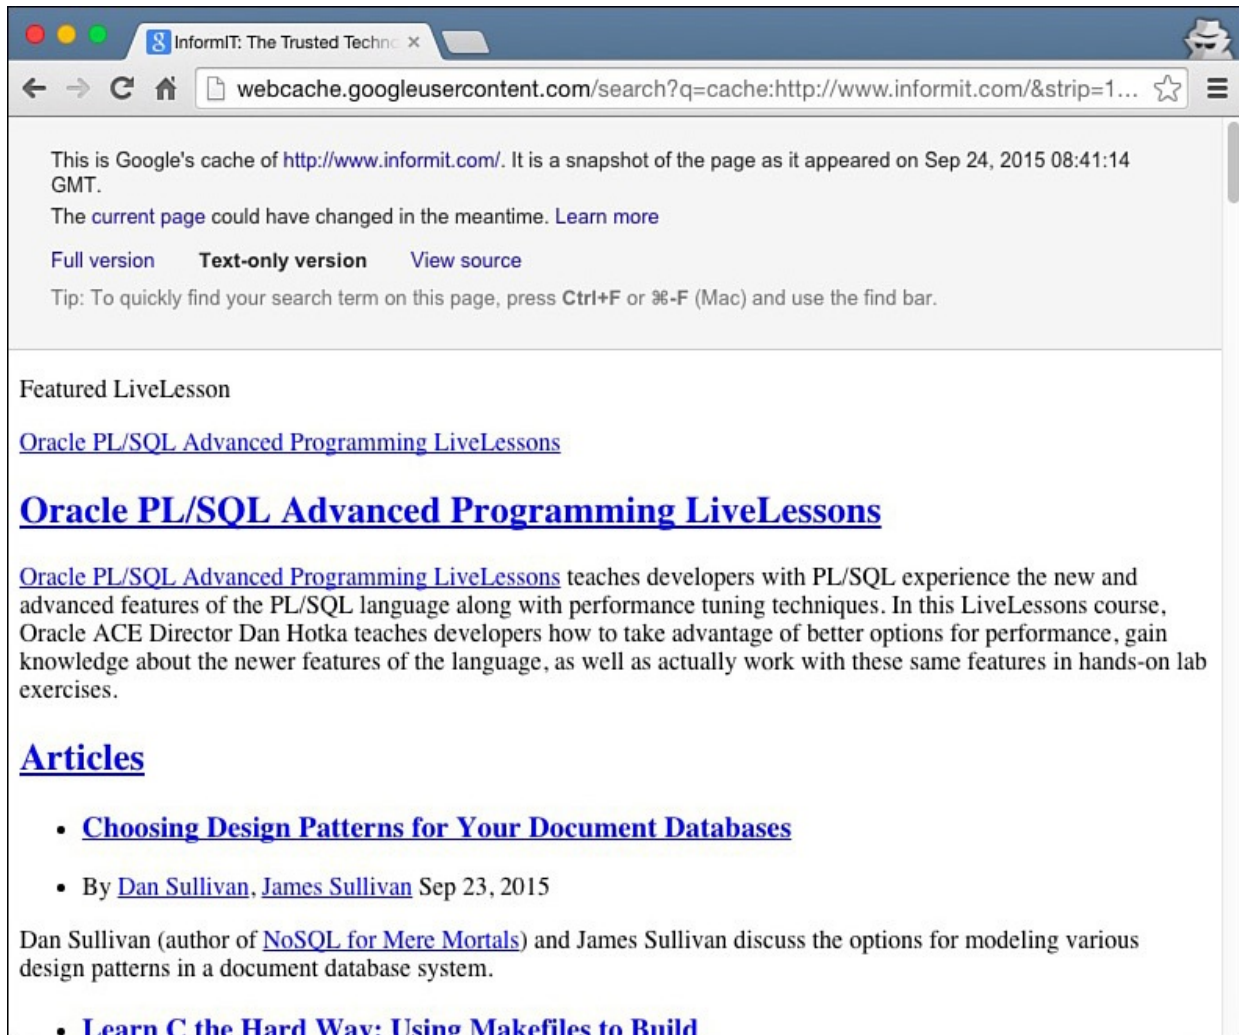 InformIT: The Trusted Techno
webcache.googleusercontent.com/search?q=cache:http://www.informit.com/&strip=1...
This is Google's cache of http://www.informit.com/. It is a snapshot of the page as it appeared on Sep 24, 2015 08:41:14
GMT.
The current page could have changed in the meantime. Learn more
Full version Text-only version View source
Tip: To quickly find your search term on this page, press Ctrl+F or ⌘-F (Mac) and use the find bar.
Featured LiveLesson
Oracle PL/SQL Advanced Programming LiveLessons
Oracle PL/SQL Advanced Programming LiveLessons
Oracle PL/SQL Advanced Programming LiveLessons teaches developers with PL/SQL experience the new and
advanced features of the PL/SQL language along with performance tuning techniques. In this LiveLessons course,
Oracle ACE Director Dan Hotka teaches developers how to take advantage of better options for performance, gain
knowledge about the newer features of the language, as well as actually work with these same features in hands-on lab
exercises.
Articles
• Choosing Design Patterns for Your Document Databases
• By Dan Sullivan, James Sullivan Sep 23, 2015
Dan Sullivan (author of NoSQL for Mere Mortals) and James Sullivan discuss the options for modeling various
design patterns in a document database system.
• Learn C the Hard Way: Using Makefiles to Build